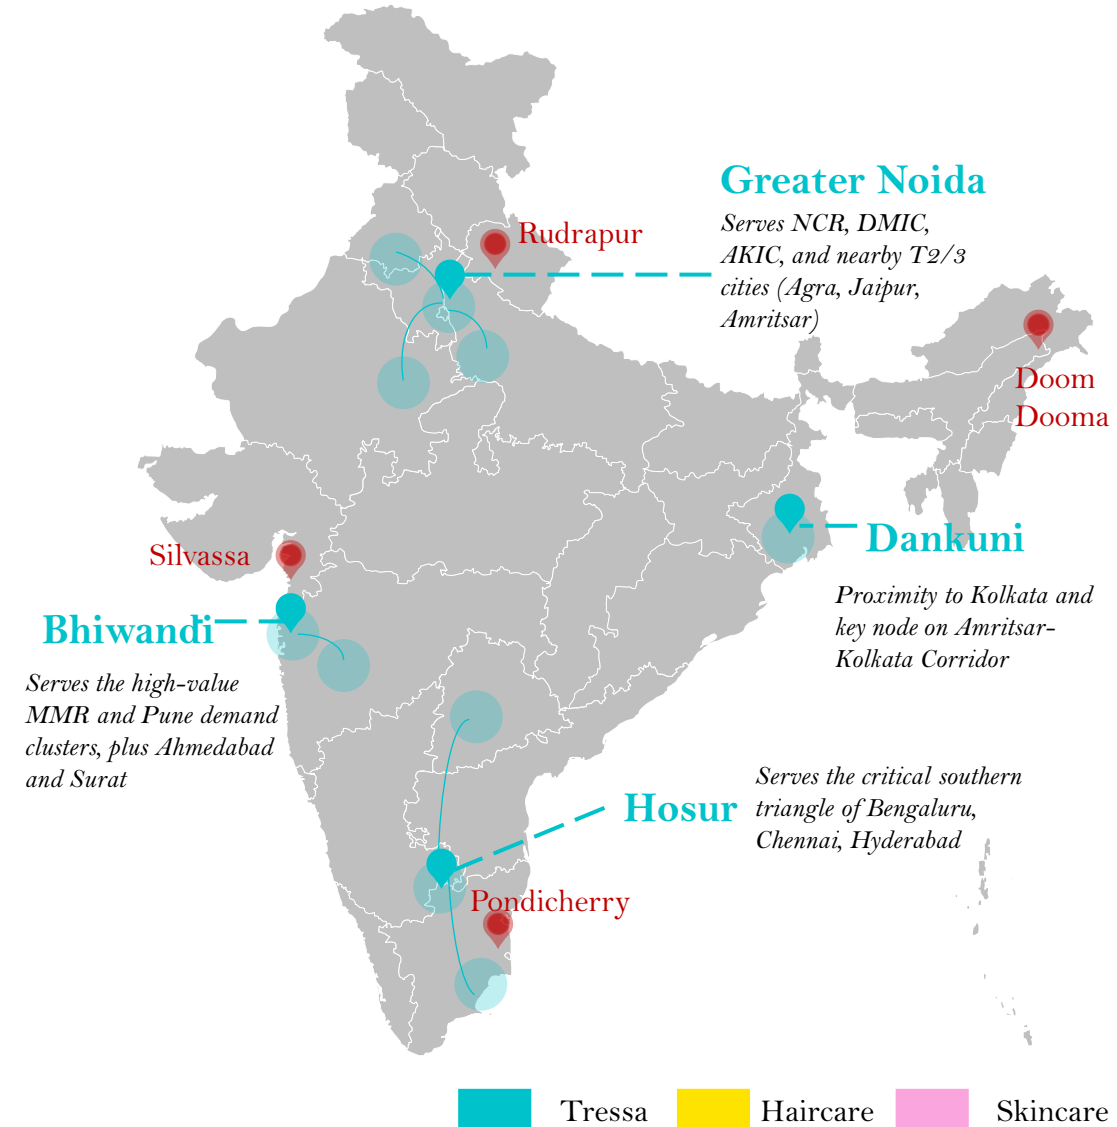 Greater Noida
Serves NCR, DMIC,
AKIC, and nearby T2/3
cities (Agra, Jaipur,
Amritsar)
Rudrapur
Doom
Dooma
Silvassa
Dankuni
Proximity to Kolkata and
key node on Amritsar-
Kolkata Corridor
Bhiwandi
Serves the high-value
MMR and Pune demand
clusters, plus Ahmedabad
and Surat
Hosur
Serves the critical southern
triangle of Bengaluru,
Chennai, Hyderabad
Pondicherry
Tressa
Haircare
Skincare